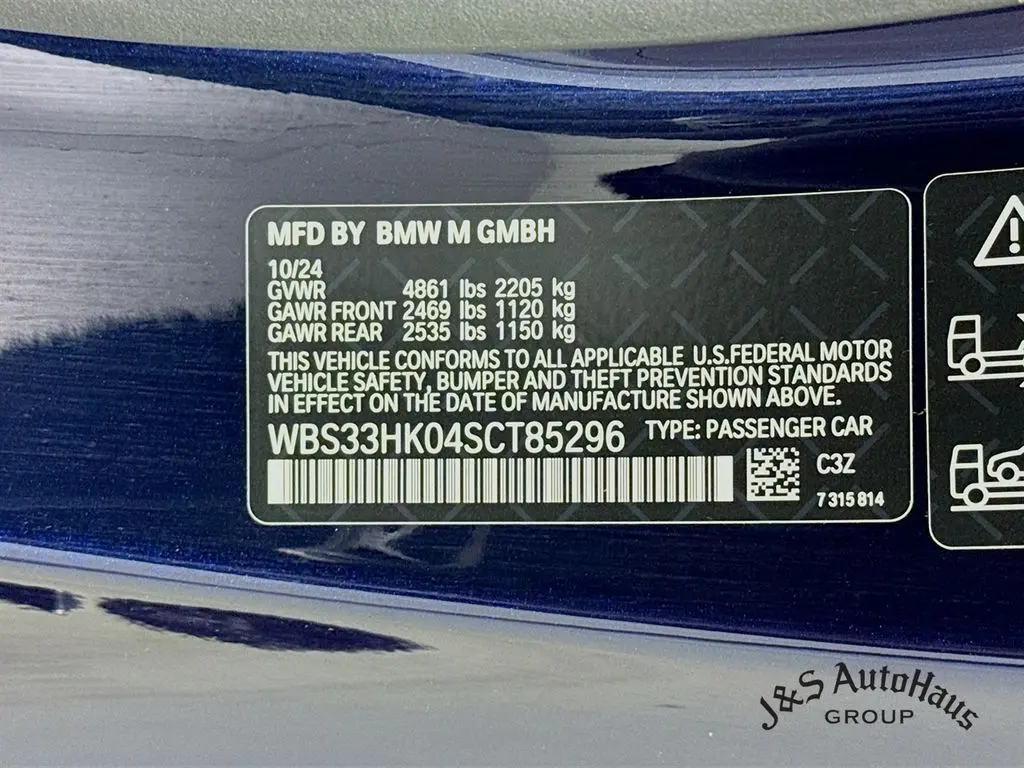 MFD BY BMW M GMBH
10/24
GVWR 4861 lbs 2205 kg
GAWR FRONT 2469 lbs 1120 kg
GAWR REAR 2535 lbs 1150 kg
THIS VEHICLE CONFORMS TO ALL APPLICABLE U.S.FEDERAL MOTOR
VEHICLE SAFETY, BUMPER AND THEFT PREVENTION STANDARDS
IN EFFECT ON THE DATE OF MANUFACTURE SHOWN ABOVE.
WBS33HK04SCT85296 TYPE: PASSENGER CAR
C3Z
7 315 814
J&S AutoHaus
GROUP